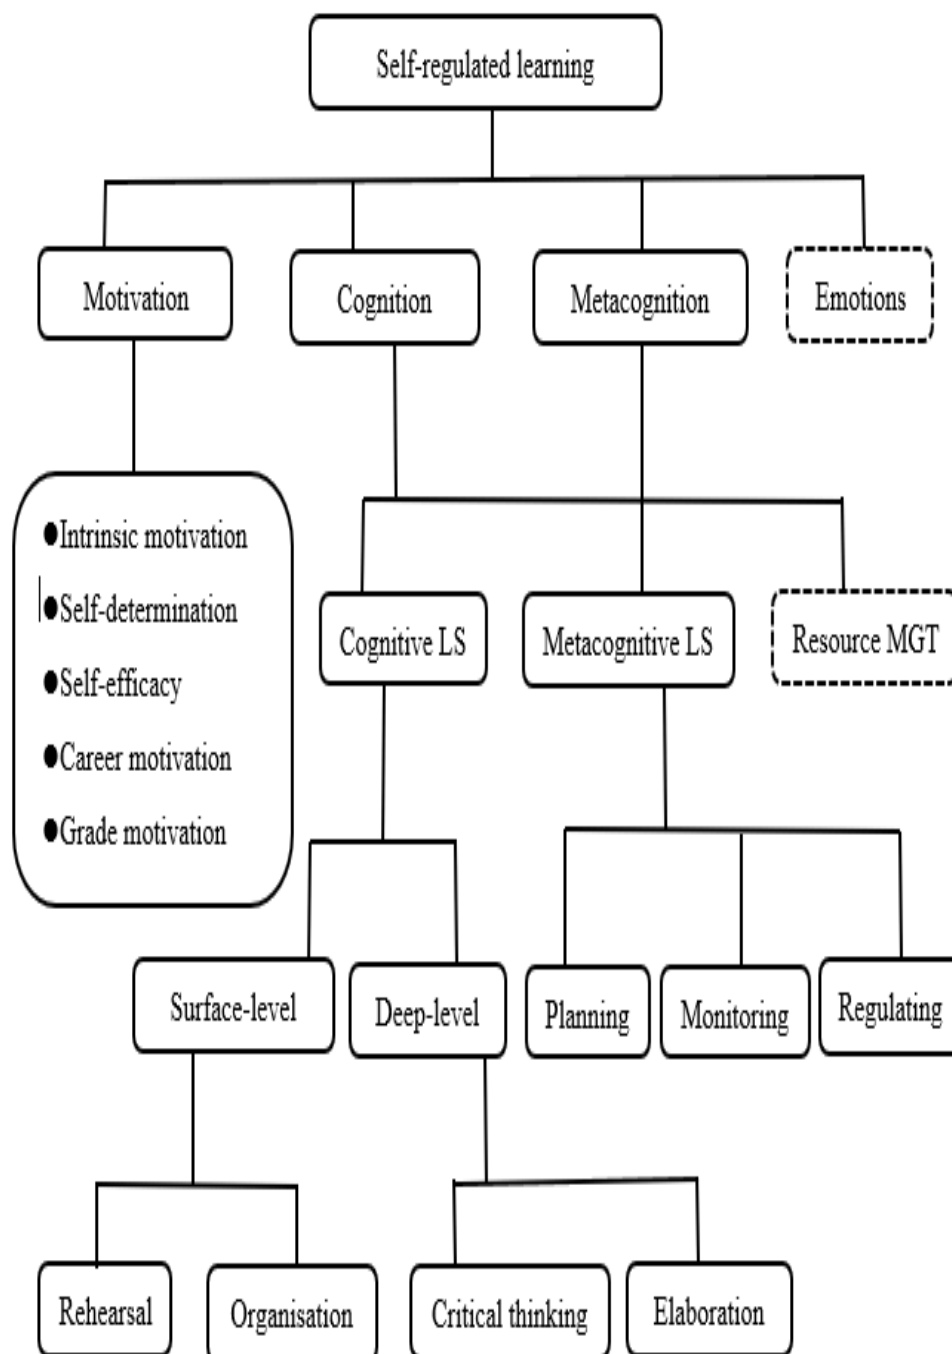 Self-regulated learning
Motivation
Cognition
Metacognition
Emotions
●Intrinsic motivation
●Self-determination
●Self-efficacy
●Career motivation
●Grade motivation
Cognitive LS
Metacognitive LS
Resource MGT
Surface-level
Deep-level
Planning
Monitoring
Regulating
Rehearsal
Organisation
Critical thinking
Elaboration